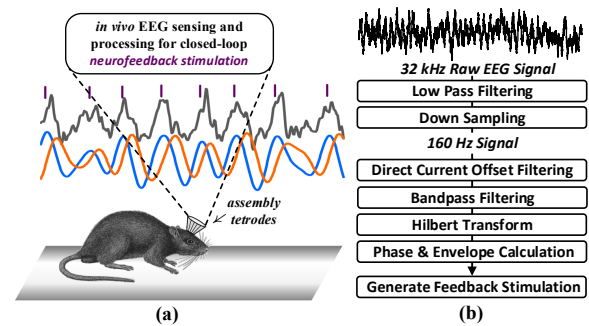 in vivo EEG sensing and
processing for closed-loop
neurofeedback stimulation
assembly
tetrodes
(a)
32 kHz Raw EEG Signal
Low Pass Filtering
Down Sampling
160 Hz Signal
Direct Current Offset Filtering
Bandpass Filtering
Hilbert Transform
Phase & Envelope Calculation
Generate Feedback Stimulation
(b)